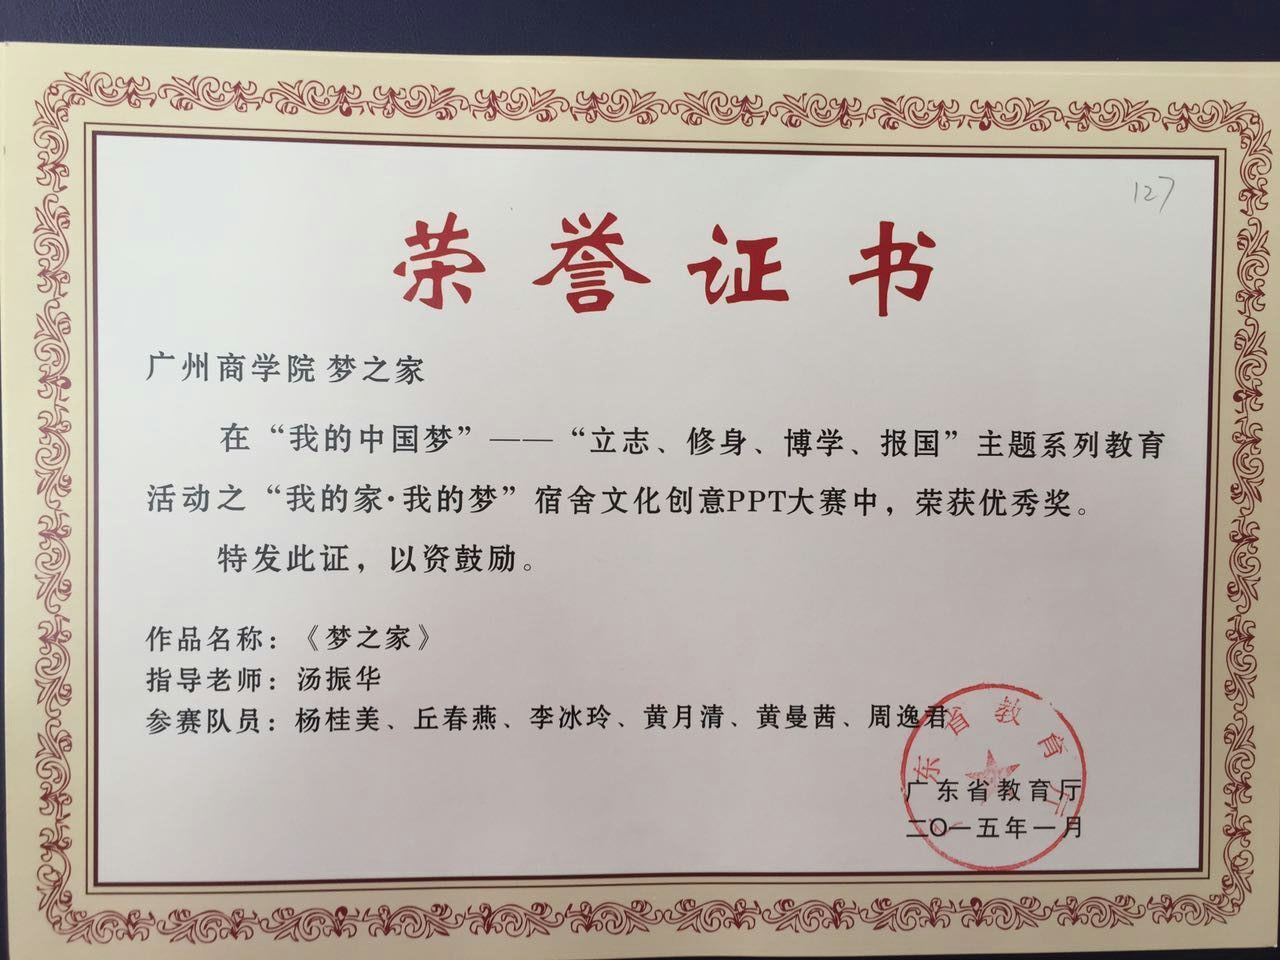 127
荣誉证书
广州商学院 梦之家
在“我的中国梦”——“立志、修身、博学、报国”主题系列教育
活动之“我的家·我的梦”宿舍文化创意PPT大赛中，荣获优秀奖。
特发此证，以资鼓励。
作品名称：《梦之家》
指导老师：汤振华
参赛队员：杨桂美、丘春燕、李冰玲、黄月清、黄曼茜、周逸君
广东省教育厅
广东省教育厅
二〇一五年一月